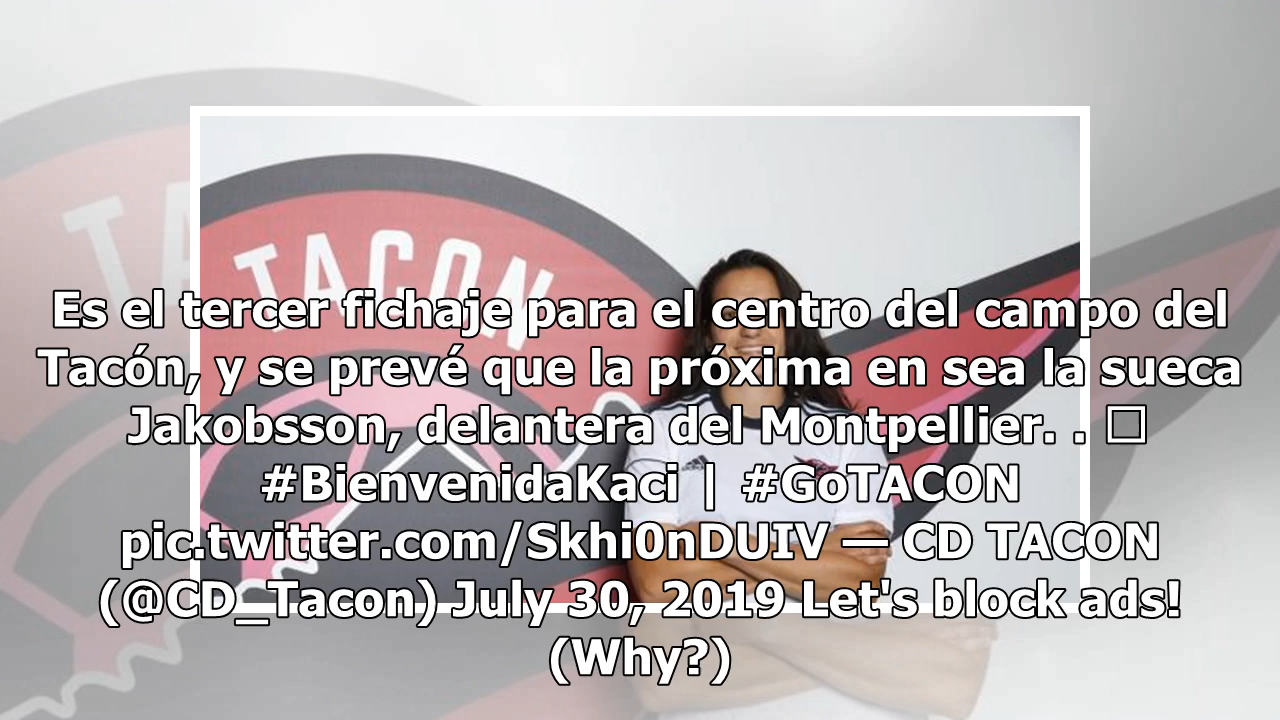 TACON
Es el tercer fichaje para el centro del campo del
Tacón, y se prevé que la próxima en sea la sueca
Jakobsson, delantera del Montpellier. . □
#BienvenidaKaci | #GoTACON
pic.twitter.com/Skhi0nDUIV — CD TACON
(@CD_Tacon) July 30, 2019 Let's block ads!
(Why?)